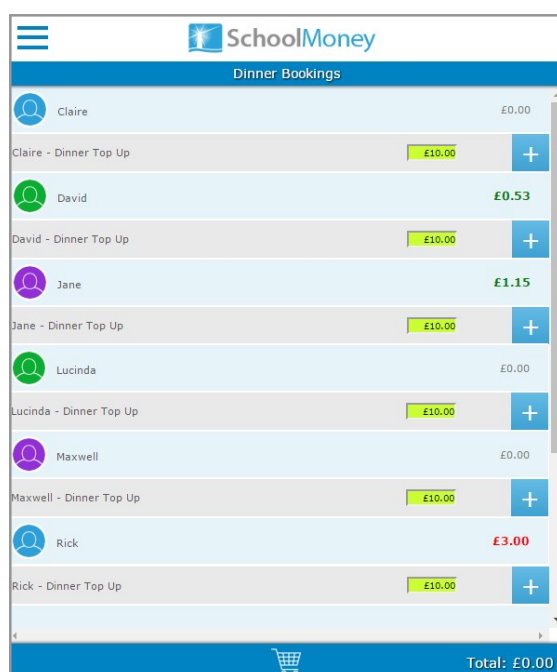 SchoolMoney
Dinner Bookings
Claire £0.00
Claire - Dinner Top Up £10.00 +
David £0.53
David - Dinner Top Up £10.00 +
Jane £1.15
Jane - Dinner Top Up £10.00 +
Lucinda £0.00
Lucinda - Dinner Top Up £10.00 +
Maxwell £0.00
Maxwell - Dinner Top Up £10.00 +
Rick £3.00
Rick - Dinner Top Up £10.00 +
Total: £0.00